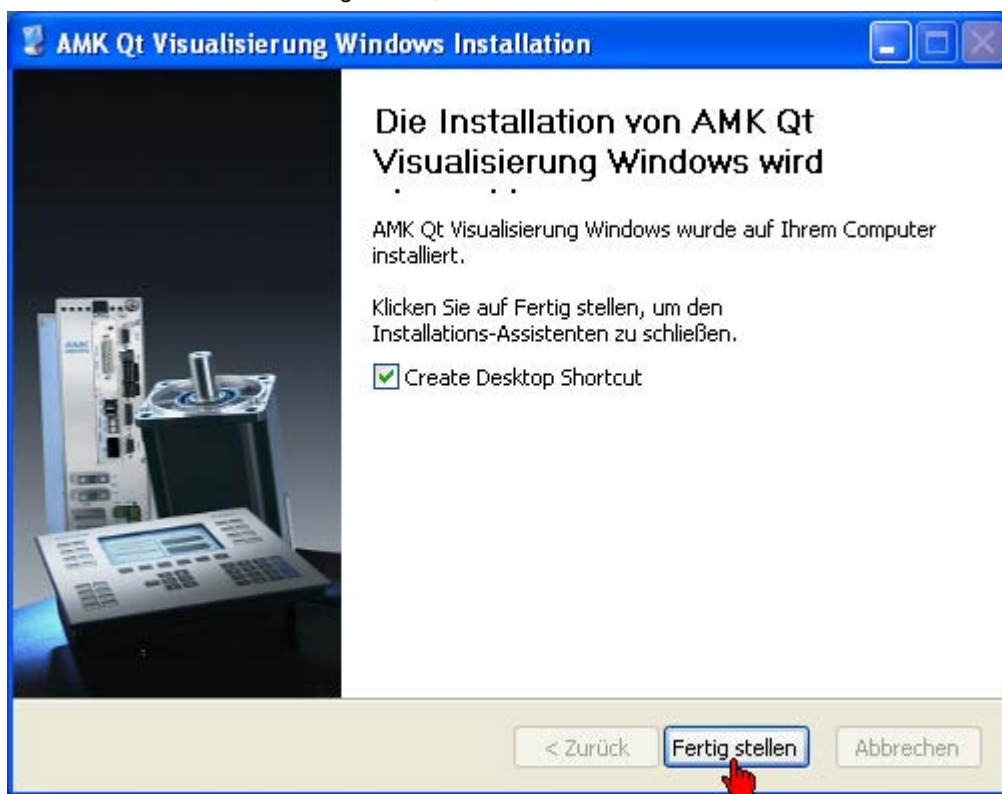 AMK Qt Visualisierung Windows Installation
Die Installation von AMK Qt
Visualisierung Windows wird
AMK Qt Visualisierung Windows wurde auf Ihrem Computer
installiert.
Klicken Sie auf Fertig stellen, um den
Installations-Assistenten zu schließen.
Create Desktop Shortcut
< Zurück
Fertig stellen
Abbrechen